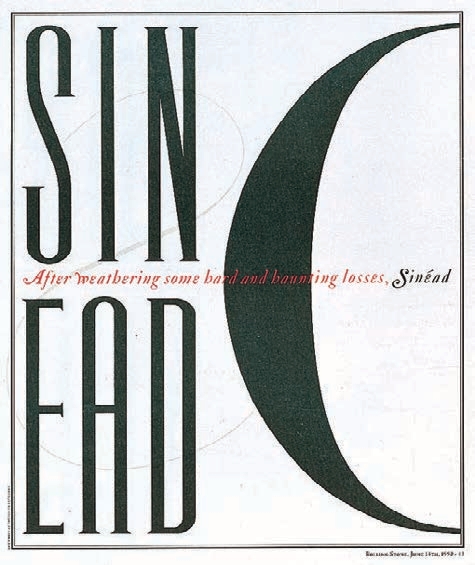 SIN
After weathering some hard and haunting losses, Sinéad
EAD
ROLLING STONE, JUNE 14TH, 1990